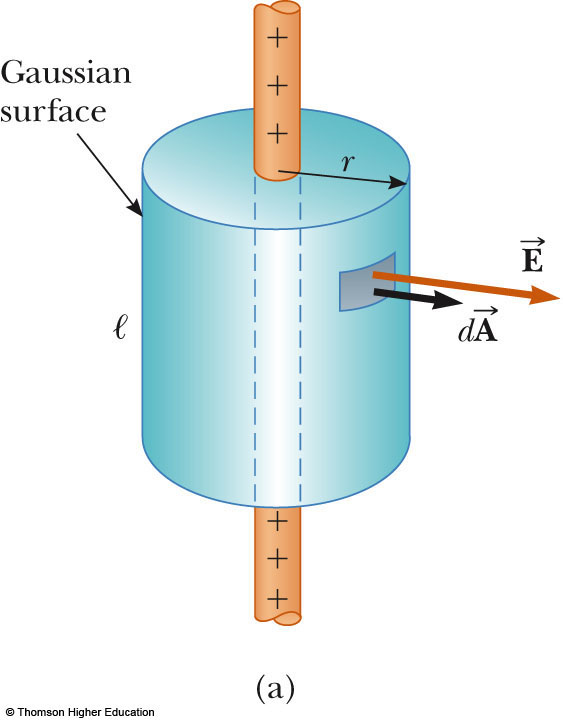 +
+
+
Gaussian
surface
r
E
dA
ℓ
+
+
+
(a)
© Thomson Higher Education